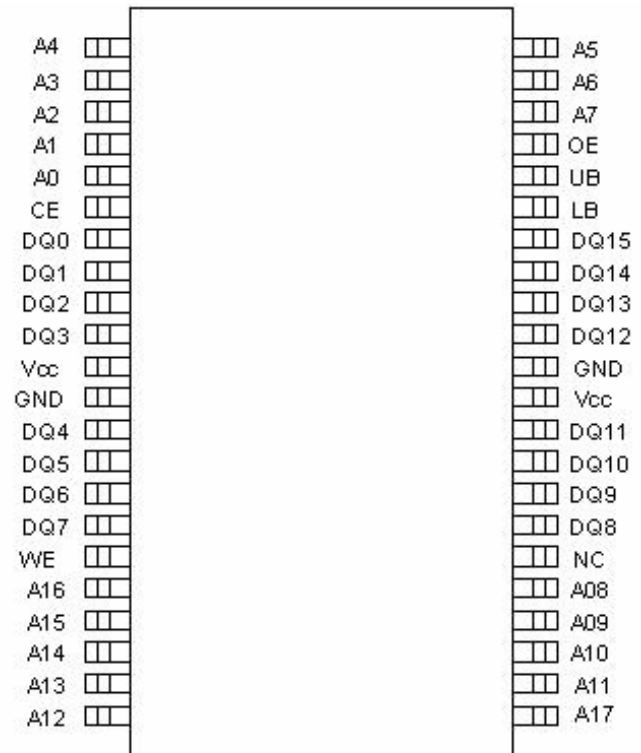 A4 A5
A3 A6
A2 A7
A1 OE
A0 UB
CE LB
DQ0 DQ15
DQ1 DQ14
DQ2 DQ13
DQ3 DQ12
Vcc GND
GND Vcc
DQ4 DQ11
DQ5 DQ10
DQ6 DQ9
DQ7 DQ8
WE NC
A16 A08
A15 A09
A14 A10
A13 A11
A12 A17